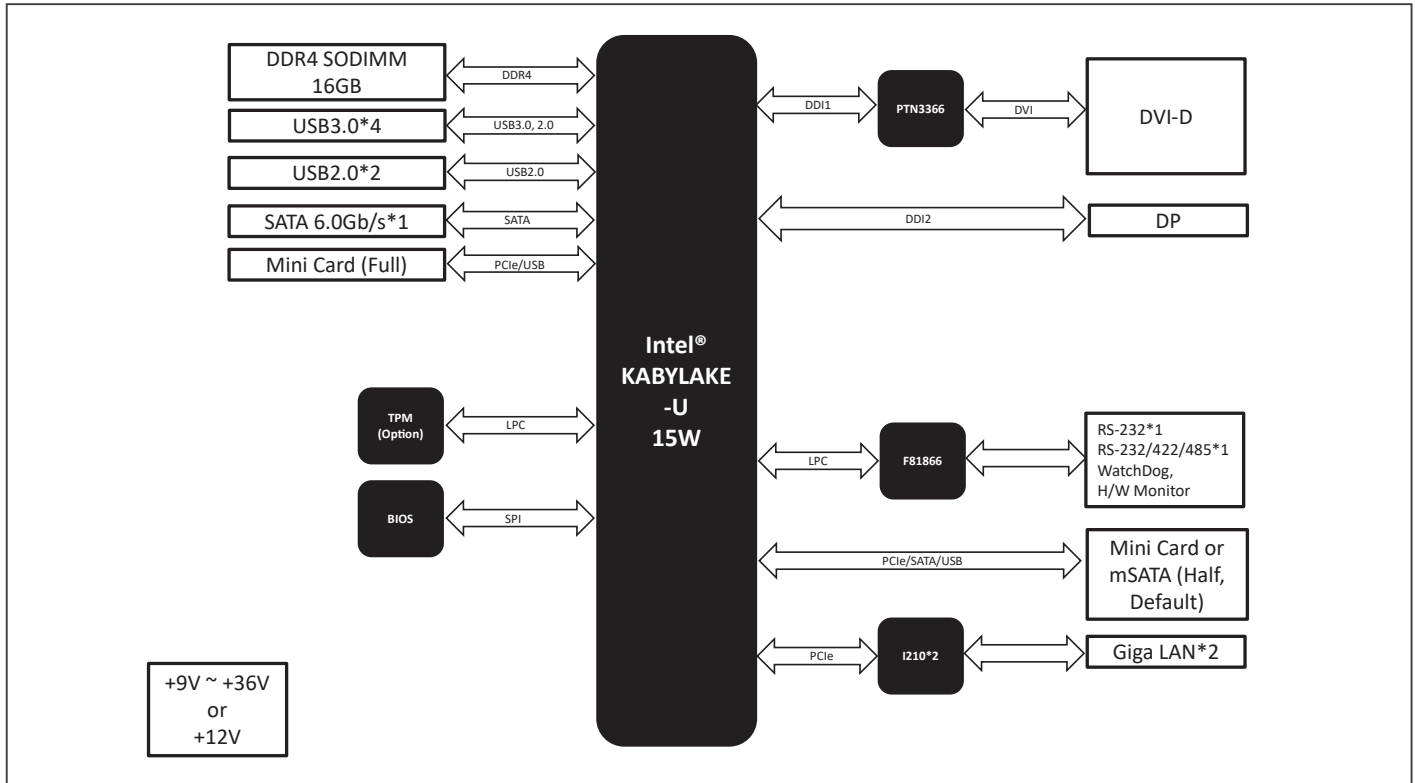 DDR4 SODIMM
16GB
DDR4
USB3.0*4
USB3.0, 2.0
USB2.0*2
USB2.0
SATA 6.0Gb/s*1
SATA
Mini Card (Full)
PCIe/USB
TPM
(Option)
LPC
BIOS
SPI
+9V ~ +36V
or
+12V
Intel®
KABYLAKE
-U
15W
DDI1
PTN3366
DVI
DVI-D
DDI2
DP
LPC
F81866
RS-232*1
RS-232/422/485*1
WatchDog,
H/W Monitor
PCIe/SATA/USB
Mini Card or
mSATA (Half,
Default)
PCIe
I210*2
Giga LAN*2